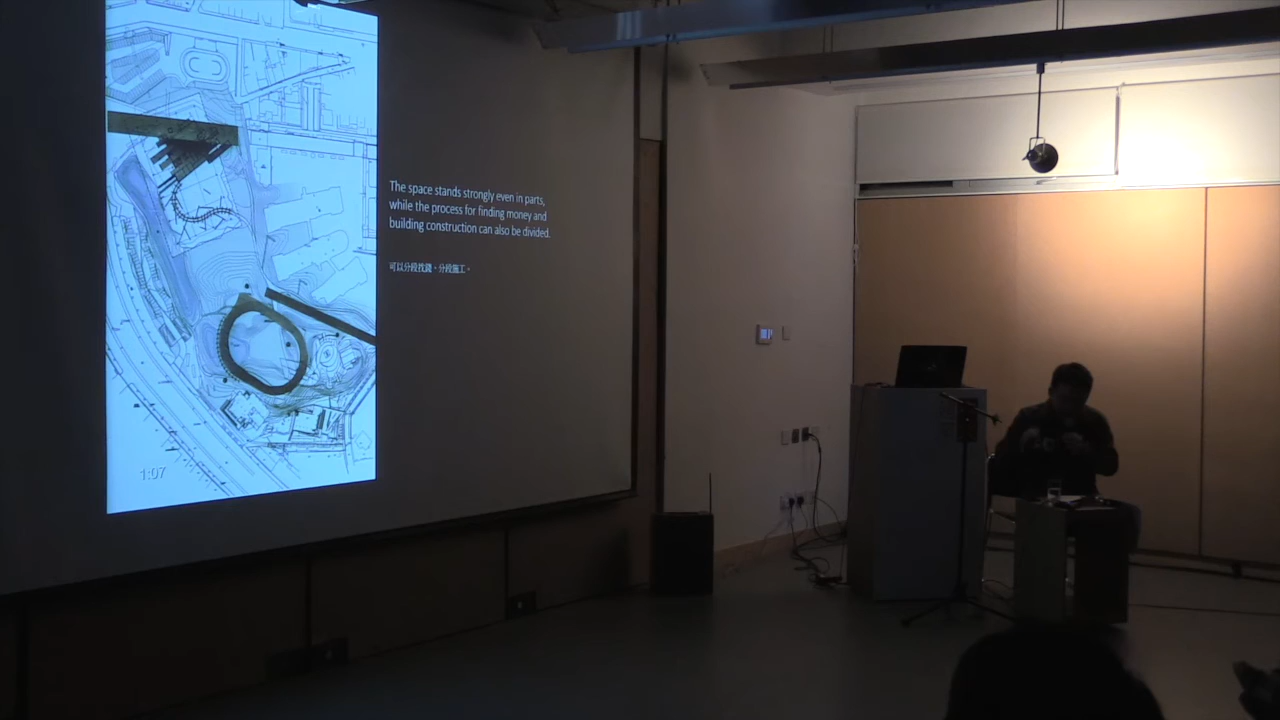 The space stands strongly even in parts,
while the process for finding money and
building construction can also be divided.
可以分段找錢、分段施工。
1:07